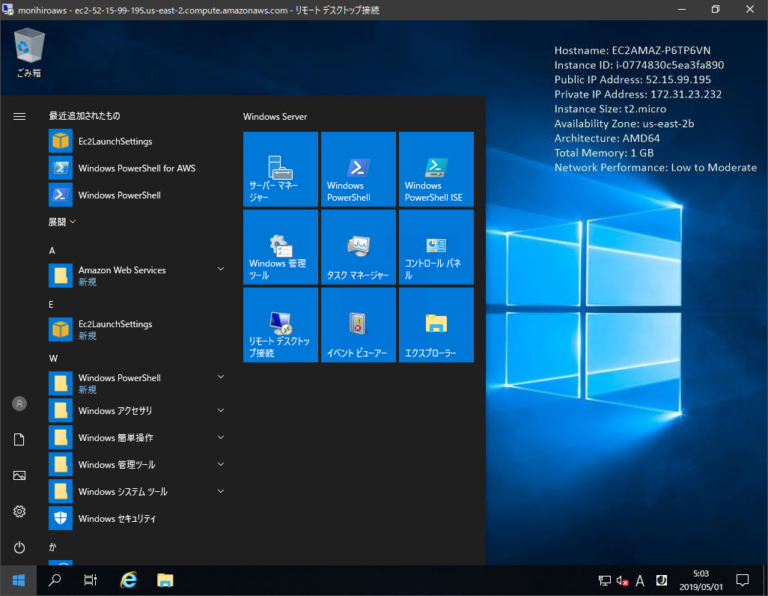 morihiroaws - ec2-52-15-99-195.us-east-2.compute.amazonaws.com - リモート デスクトップ接続
ごみ箱
Hostname: EC2AMAZ-P6TP6VN
Instance ID: i-0774830c5ea3fa890
Public IP Address: 52.15.99.195
Private IP Address: 172.31.23.232
Instance Size: t2.micro
Availability Zone: us-east-2b
Architecture: AMD64
Total Memory: 1 GB
Network Performance: Low to Moderate
最近追加されたもの
Ec2LaunchSettings
Windows PowerShell for AWS
Windows PowerShell
展開
A
Amazon Web Services
新規
E
Ec2LaunchSettings
新規
W
Windows PowerShell
新規
Windows アクセサリ
Windows 簡単操作
Windows 管理ツール
Windows システム ツール
Windows セキュリティ
か
Windows Server
サーバー マネー
ジャー
Windows
PowerShell
Windows
PowerShell ISE
Windows 管理
ツール
タスク マネージャー
コントロール パネ
ル
リモート デスクトッ
プ接続
イベント ビューアー
エクスプローラー
A
J
5:03
2019/05/01